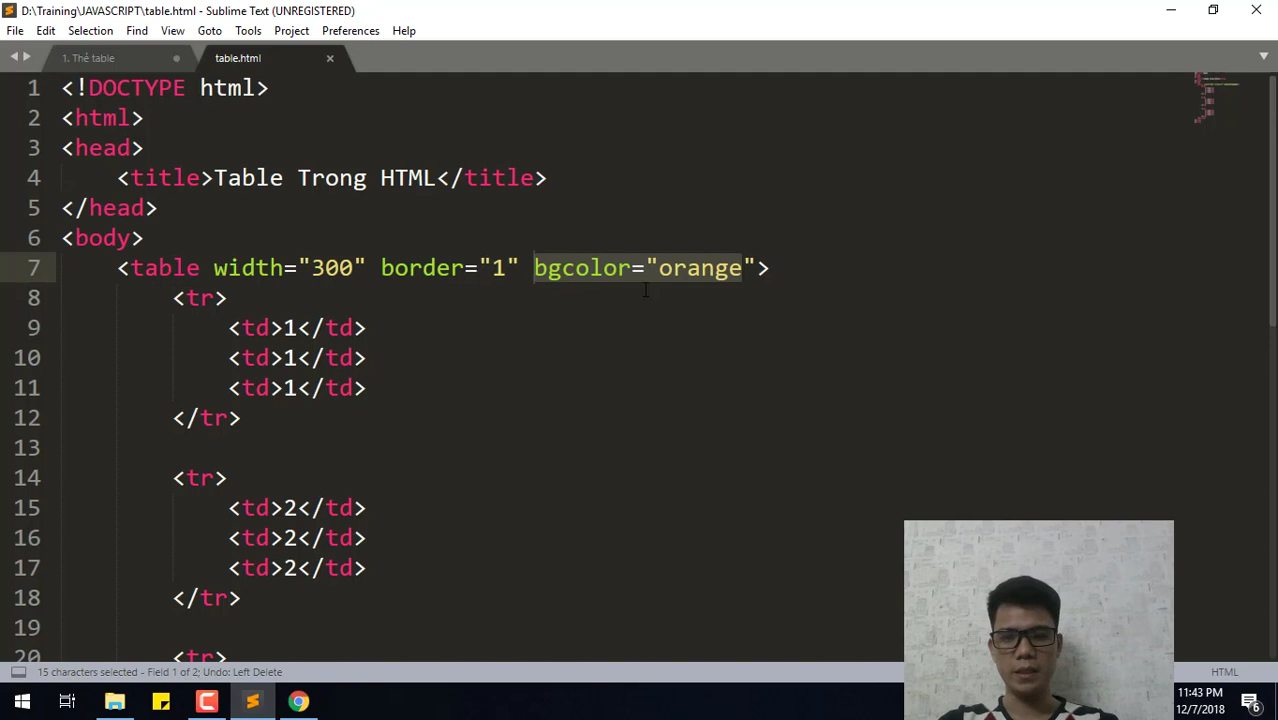 D:\Training\JAVASCRIPT\table.html - Sublime Text (UNREGISTERED)
File Edit Selection Find View Goto Tools Project Preferences Help
1. Thẻ table table.html
1 <!DOCTYPE html>
2 <html>
3 <head>
4 <title>Table Trong HTML</title>
5 </head>
6 <body>
7 <table width="300" border="1" bgcolor="orange">
8 <tr>
9 <td>1</td>
10 <td>1</td>
11 <td>1</td>
12 </tr>
13
14 <tr>
15 <td>2</td>
16 <td>2</td>
17 <td>2</td>
18 </tr>
19
20 <tr>
15 characters selected - Field 1 of 2; Undo: Left Delete HTML
11:43 PM
12/7/2018
6